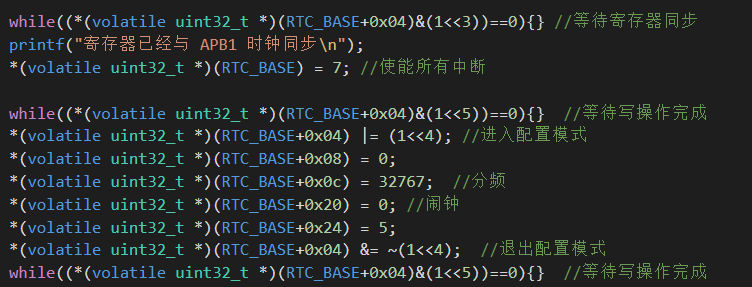 while((*(volatile uint32_t *)(RTC_BASE+0x04)&(1<<3))==0){} //等待寄存器同步
printf("寄存器已经与 APB1 时钟同步\n");
*(volatile uint32_t *)(RTC_BASE) = 7; //使能所有中断
while((*(volatile uint32_t *)(RTC_BASE+0x04)&(1<<5))==0){}  //等待写操作完成
*(volatile uint32_t *)(RTC_BASE+0x04) |= (1<<4); //进入配置模式
*(volatile uint32_t *)(RTC_BASE+0x08) = 0;
*(volatile uint32_t *)(RTC_BASE+0x0c) = 32767;  //分频
*(volatile uint32_t *)(RTC_BASE+0x20) = 0; //闹钟
*(volatile uint32_t *)(RTC_BASE+0x24) = 5;
*(volatile uint32_t *)(RTC_BASE+0x04) &= ~(1<<4);  //退出配置模式
while((*(volatile uint32_t *)(RTC_BASE+0x04)&(1<<5))==0){}  //等待写操作完成